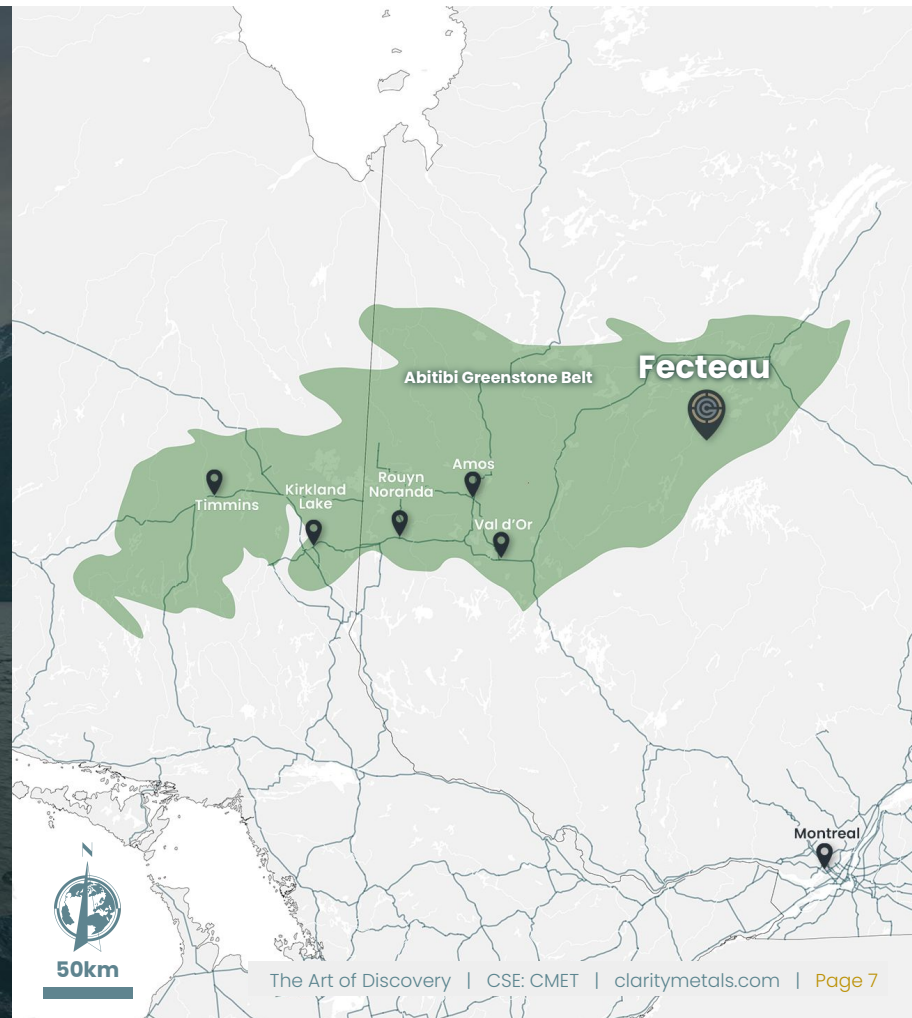 Fecteau
Abitibi Greenstone Belt
Amos
Rouyn
Noranda
Kirkland
Lake
Timmins
Val d’Or
Montreal
N
50km
The Art of Discovery | CSE: CMET | claritymetals.com | Page 7